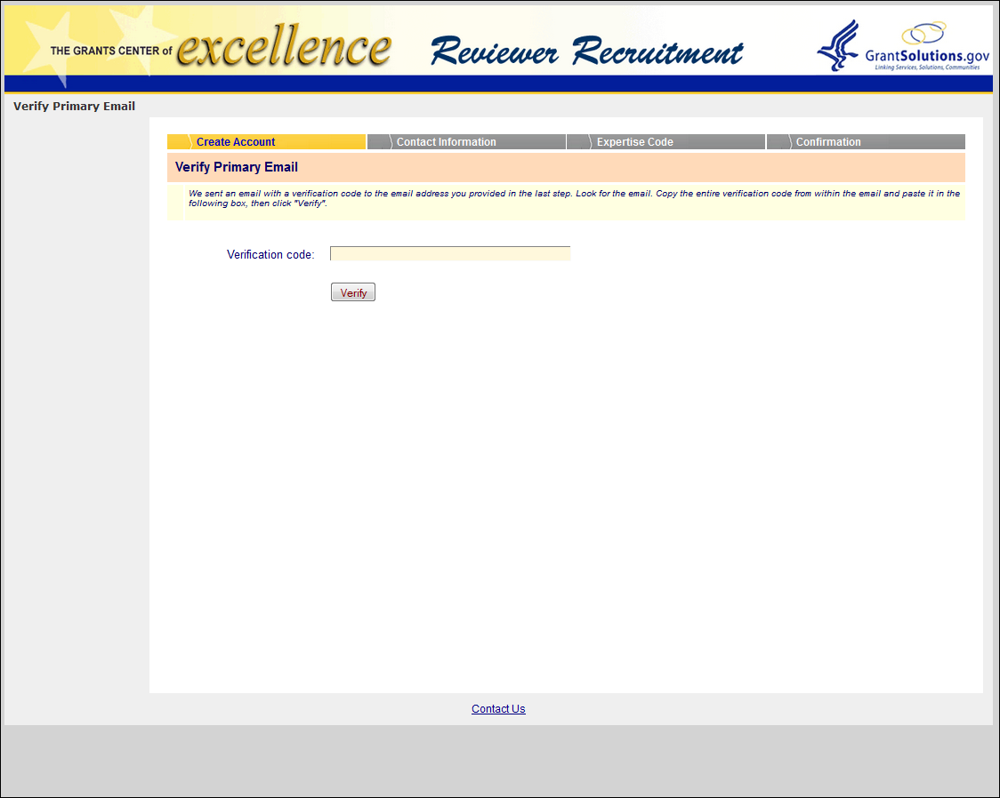 THE GRANTS CENTER of excellence
Reviewer Recruitment
GrantSolutions.gov
Linking Services, Solutions, Communities
Verify Primary Email
Create Account
Contact Information
Expertise Code
Confirmation
Verify Primary Email
We sent an email with a verification code to the email address you provided in the last step. Look for the email. Copy the entire verification code from within the email and paste it in the
following box, then click "Verify".
Verification code:
Verify
Contact Us